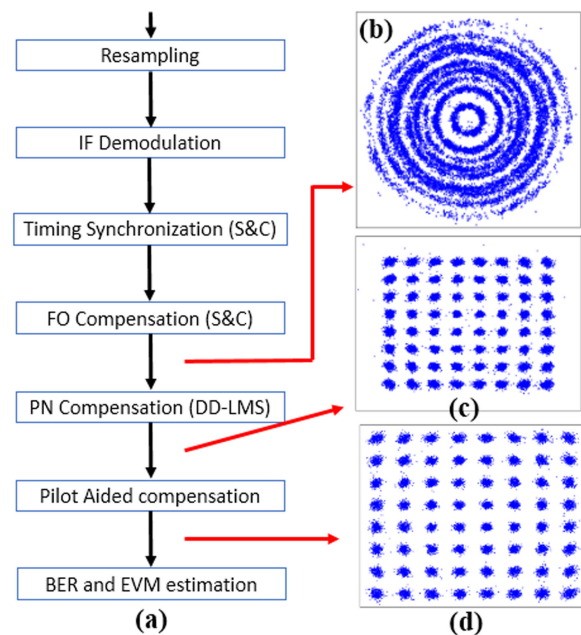 Resampling
IF Demodulation
Timing Synchronization (S&C)
FO Compensation (S&C)
PN Compensation (DD-LMS)
Pilot Aided compensation
BER and EVM estimation
(a)
(b)
(c)
(d)